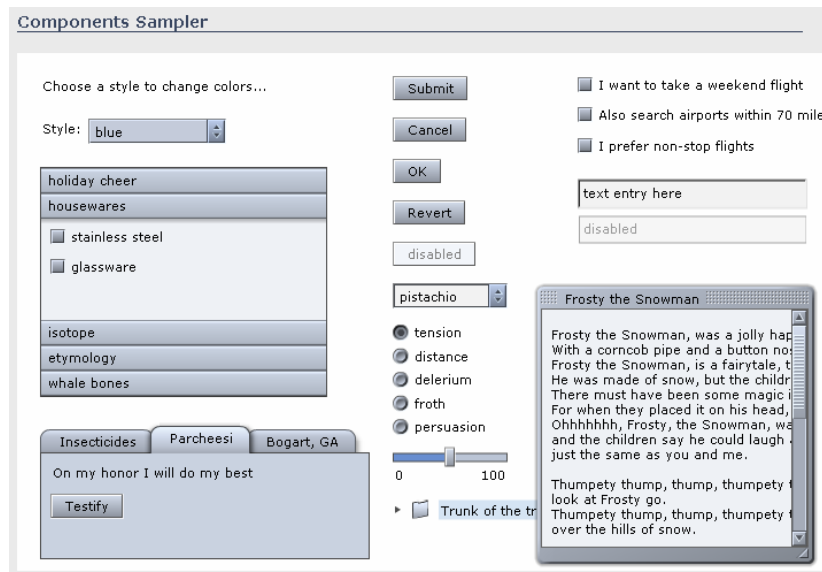 Components Sampler
Choose a style to change colors...
Style: blue
holiday cheer
housewares
stainless steel
glassware
isotope
etymology
whale bones
Insecticides Parcheesi Bogart, GA
On my honor I will do my best
Testify
Submit
Cancel
OK
Revert
disabled
pistachio
tension
distance
delerium
froth
persuasion
0 100
Trunk of the
I want to take a weekend flight
Also search airports within 70
I prefer non-stop flights
text entry here
disabled
Frosty the Snowman
Frosty the Snowman, was a jolly
With a corncob pipe and a button
Frosty the Snowman, is a fairytale,
He was made of snow, but the
There must have been some magic
For when they placed it on his head,
Ohhhhhhh, Frosty, the Snowman,
and the children say he could laugh
just the same as you and me.
Thumpety thump, thump, thumpety
look at Frosty go.
Thumpety thump, thump, thumpety
over the hills of snow.